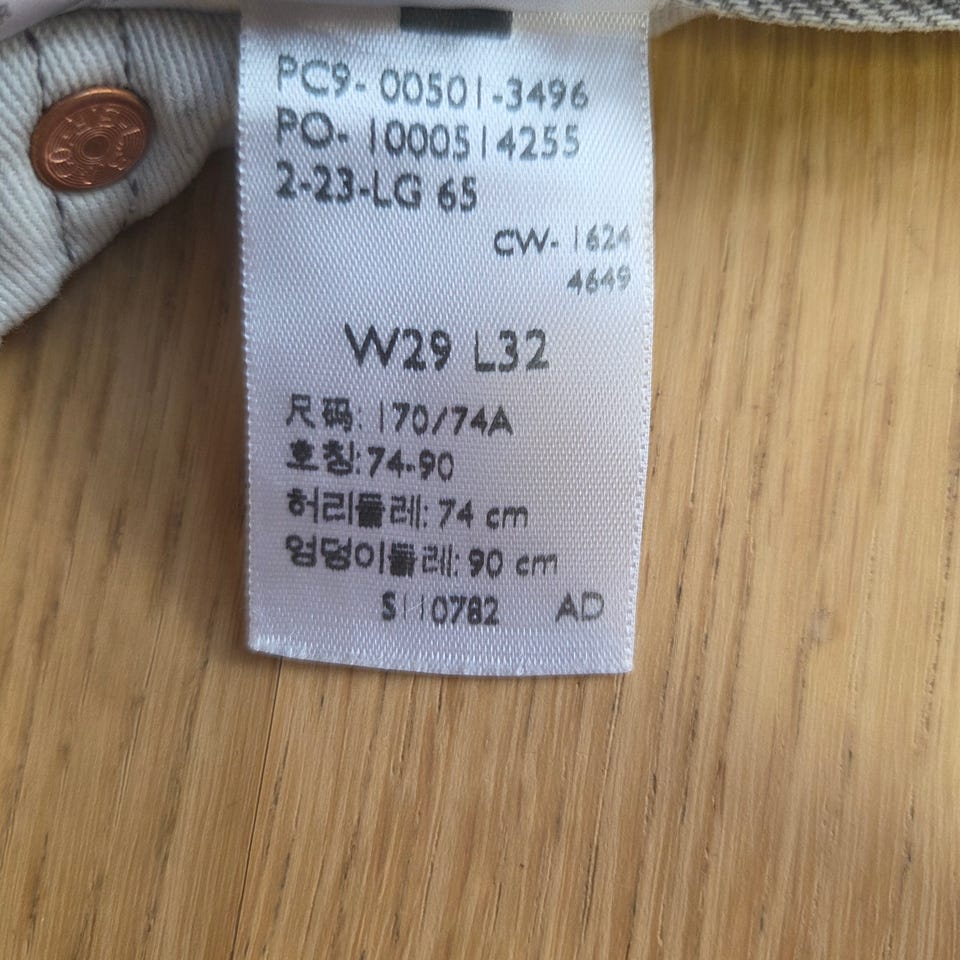 PC9- 00501-3496
PO- 1000514255
2-23-LG 65
CW- 1624
4649
W29 L32
尺码: 170/74A
호칭: 74-90
허리둘레: 74 cm
엉덩이둘레: 90 cm
S110782 AD